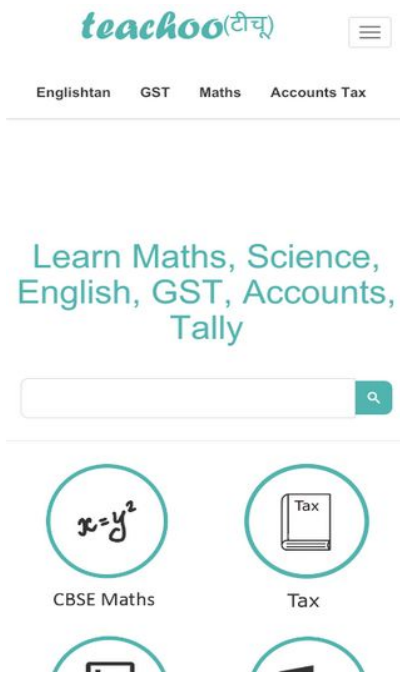 teachoo(टीचू)
Englishtan GST Maths Accounts Tax
Learn Maths, Science,
English, GST, Accounts,
Tally
x=y²
Tax
CBSE Maths
Tax